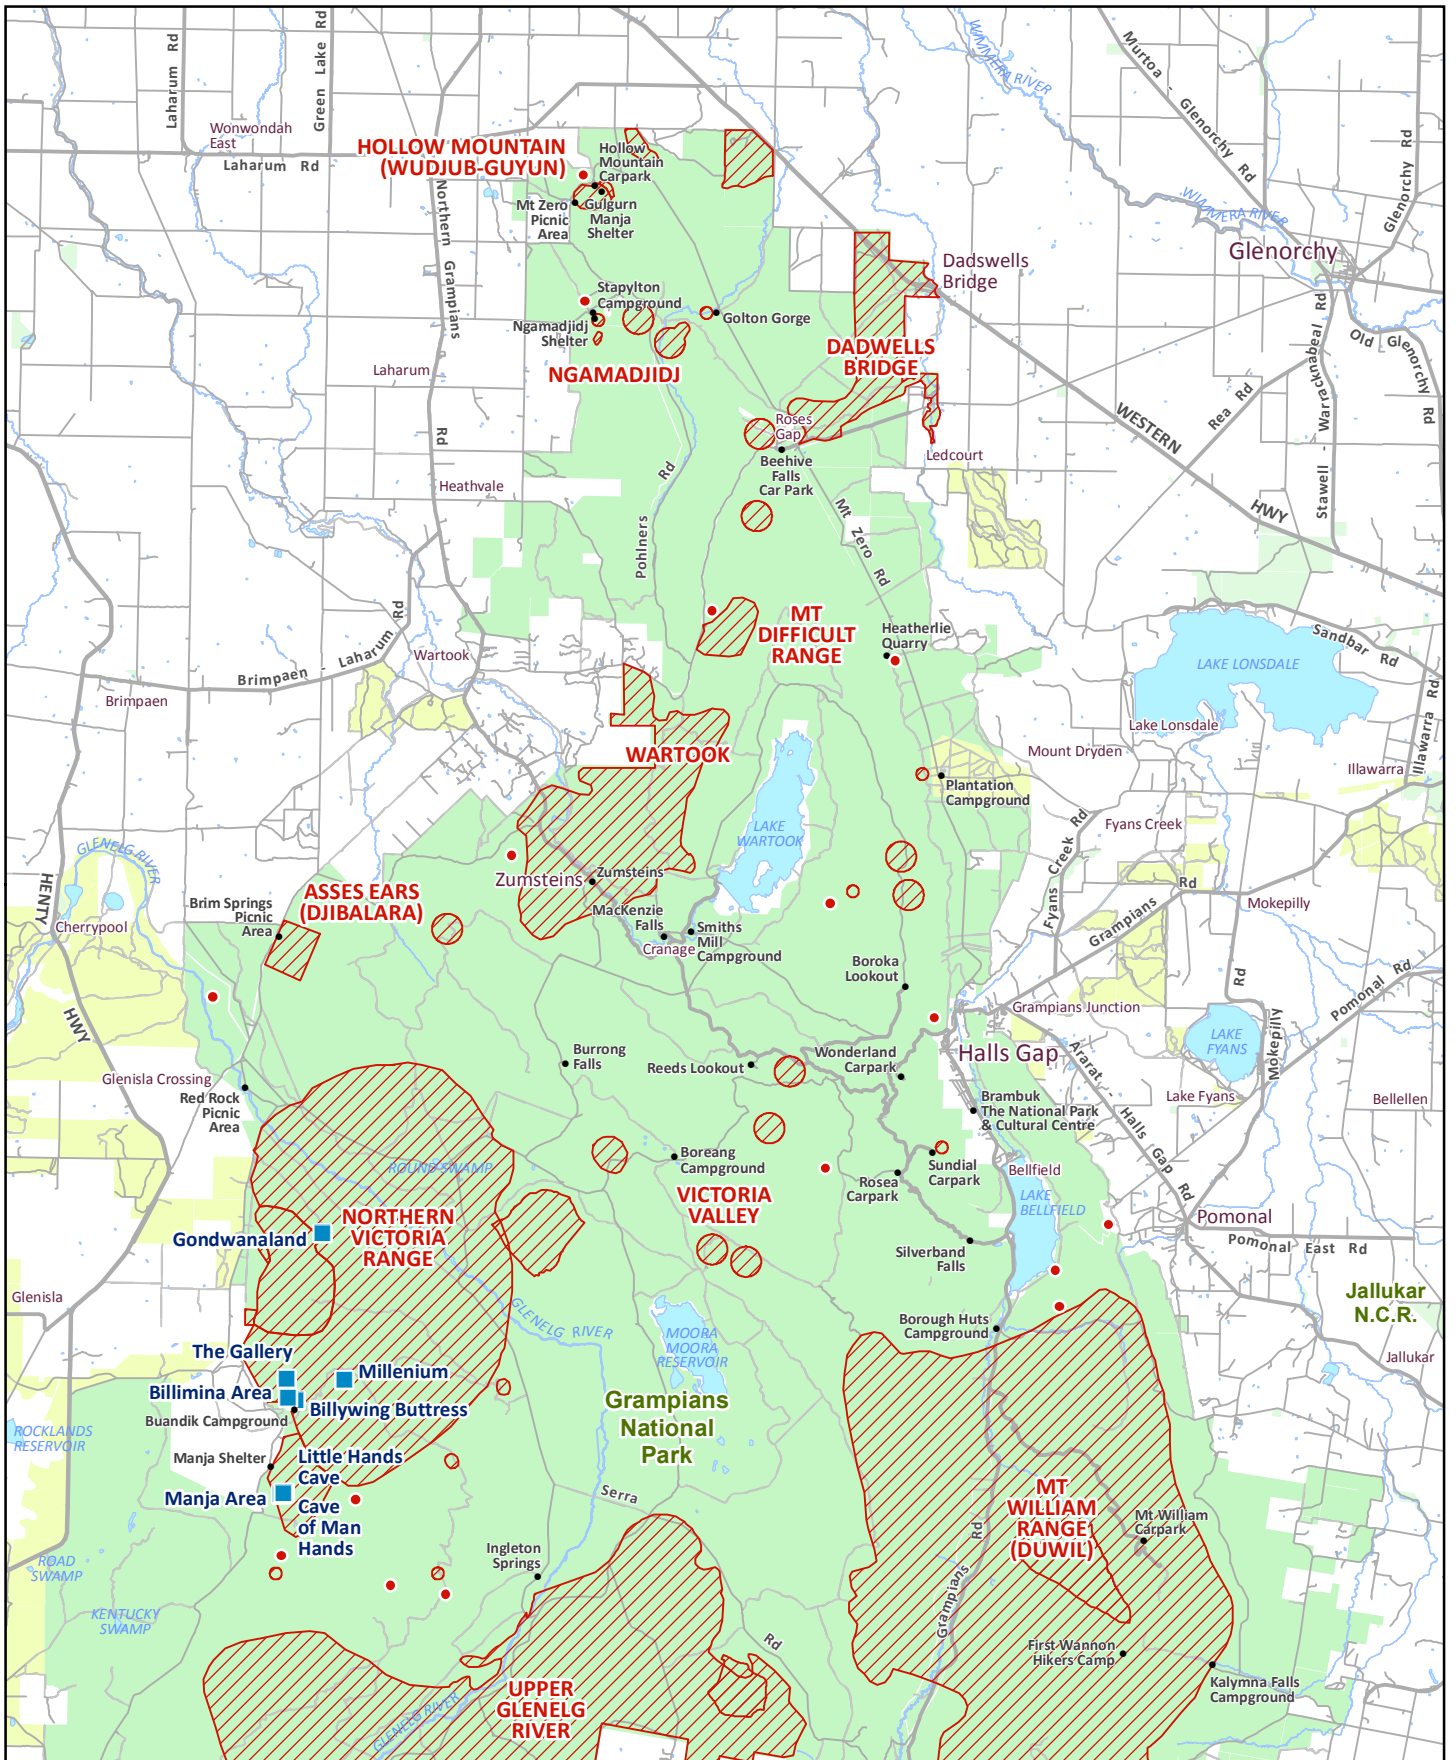 Murtoa - Glenorchy Rd
WIMMERA RIVER
Laharum Rd
Green Lake Rd
Wonwondah
East
Laharum Rd
HOLLOW MOUNTAIN
(WUDJUB-GUYUN)
Hollow
Mountain
Carpark
Mt Zero
Picnic
Area
Gulgurn
Manja
Shelter
Northern Grampians Rd
WIMMERA RIVER
Glenorchy Rd
Glenorchy
Dadswells
Bridge
Stapylton
Campground
Ngamadjidj
Shelter
Golton Gorge
NGAMADJIDJ
DADWELLS
BRIDGE
Laharum
Old Glenorchy Rd
Stawell - Warracknabeal Rd
Rea Rd
WESTERN HWY
Roses
Gap
Beehive
Falls
Car Park
Ledcourt
Heathvale
Pohlners Rd
Mt Zero Rd
MT
DIFFICULT
RANGE
Heatherlie
Quarry
Brimpaen - Laharum Rd
Wartook
Brimpaen
LAKE LONSDALE
Sandbar Rd
Lake Lonsdale
Illawarra Rd
Illawarra
Mount Dryden
WARTOOK
Plantation
Campground
LAKE
WARTOOK
Fyans Creek
Fyans Creek Rd
GLENELG RIVER
HENTY HWY
Cherrypool
ASSES EARS
(DJIBALARA)
Brim Springs
Picnic
Area
Zumsteins
Zumsteins
MacKenzie
Falls
Cranage
Smiths
Mill
Campground
Boroka
Lookout
Grampians Rd
Mokepilly
Mokepilly Rd
Pomonal Rd
Grampians Junction
LAKE
FYANS
Halls Gap
Ararat - Halls Gap Rd
Wonderland
Carpark
Burrong
Falls
Reeds Lookout
Glenisla Crossing
Red Rock
Picnic
Area
Brambuk
The National Park
& Cultural Centre
Lake Fyans
Bellellen
ROUND SWAMP
Boreang
Campground
Sundial
Carpark
Rosea
Carpark
Bellfield
LAKE
BELLFIELD
VICTORIA
VALLEY
NORTHERN
VICTORIA
RANGE
Gondwanaland
Silverband
Falls
Pomonal
Pomonal East Rd
Glenisla
GLENELG RIVER
MOORA
MOORA
RESERVOIR
Borough Huts
Campground
Jallukar
N.C.R.
Jallukar
The Gallery
Millenium
Billimina Area
Billywing Buttress
Buandik Campground
Grampians
National
Park
ROCKLANDS
RESERVOIR
Manja Shelter
Little Hands
Cave
Manja Area
Cave
of Man
Hands
Serra Rd
MT
WILLIAM
RANGE
(DUWIL)
Mt William
Carpark
Ingleton
Springs
ROAD
SWAMP
KENTUCKY
SWAMP
Grampians Rd
First Wannon
Hikers Camp
Kalymna Falls
Campground
UPPER
GLENELG
RIVER
GLENELG RIVER